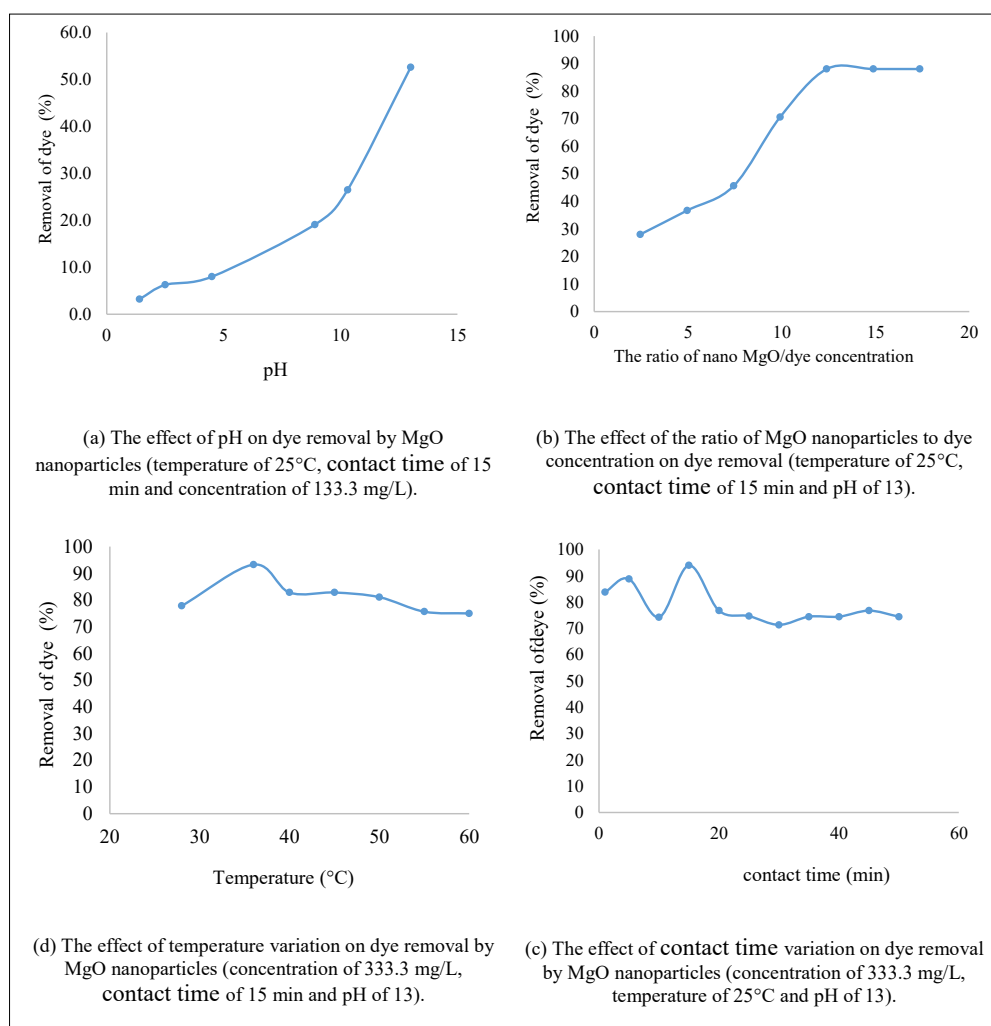 60.0
50.0
40.0
30.0
20.0
10.0
0.0
0 5 10 15
Removal of dye (%)
pH
(a) The effect of pH on dye removal by MgO
nanoparticles (temperature of 25°C, contact time of 15
min and concentration of 133.3 mg/L).
100
90
80
70
60
50
40
30
20
10
0
0 5 10 15 20
Removal of dye (%)
The ratio of nano MgO/dye concentration
(b) The effect of the ratio of MgO nanoparticles to dye
concentration on dye removal (temperature of 25°C,
contact time of 15 min and pH of 13).
100
90
80
70
60
50
40
30
20
10
0
20 30 40 50 60
Removal of dye (%)
Temperature (°C)
(d) The effect of temperature variation on dye removal by
MgO nanoparticles (concentration of 333.3 mg/L,
contact time of 15 min and pH of 13).
100
90
80
70
60
50
40
30
20
10
0
0 20 40 60
Removal ofdeye (%)
contact time (min)
(c) The effect of contact time variation on dye removal
by MgO nanoparticles (concentration of 333.3 mg/L,
temperature of 25°C and pH of 13).